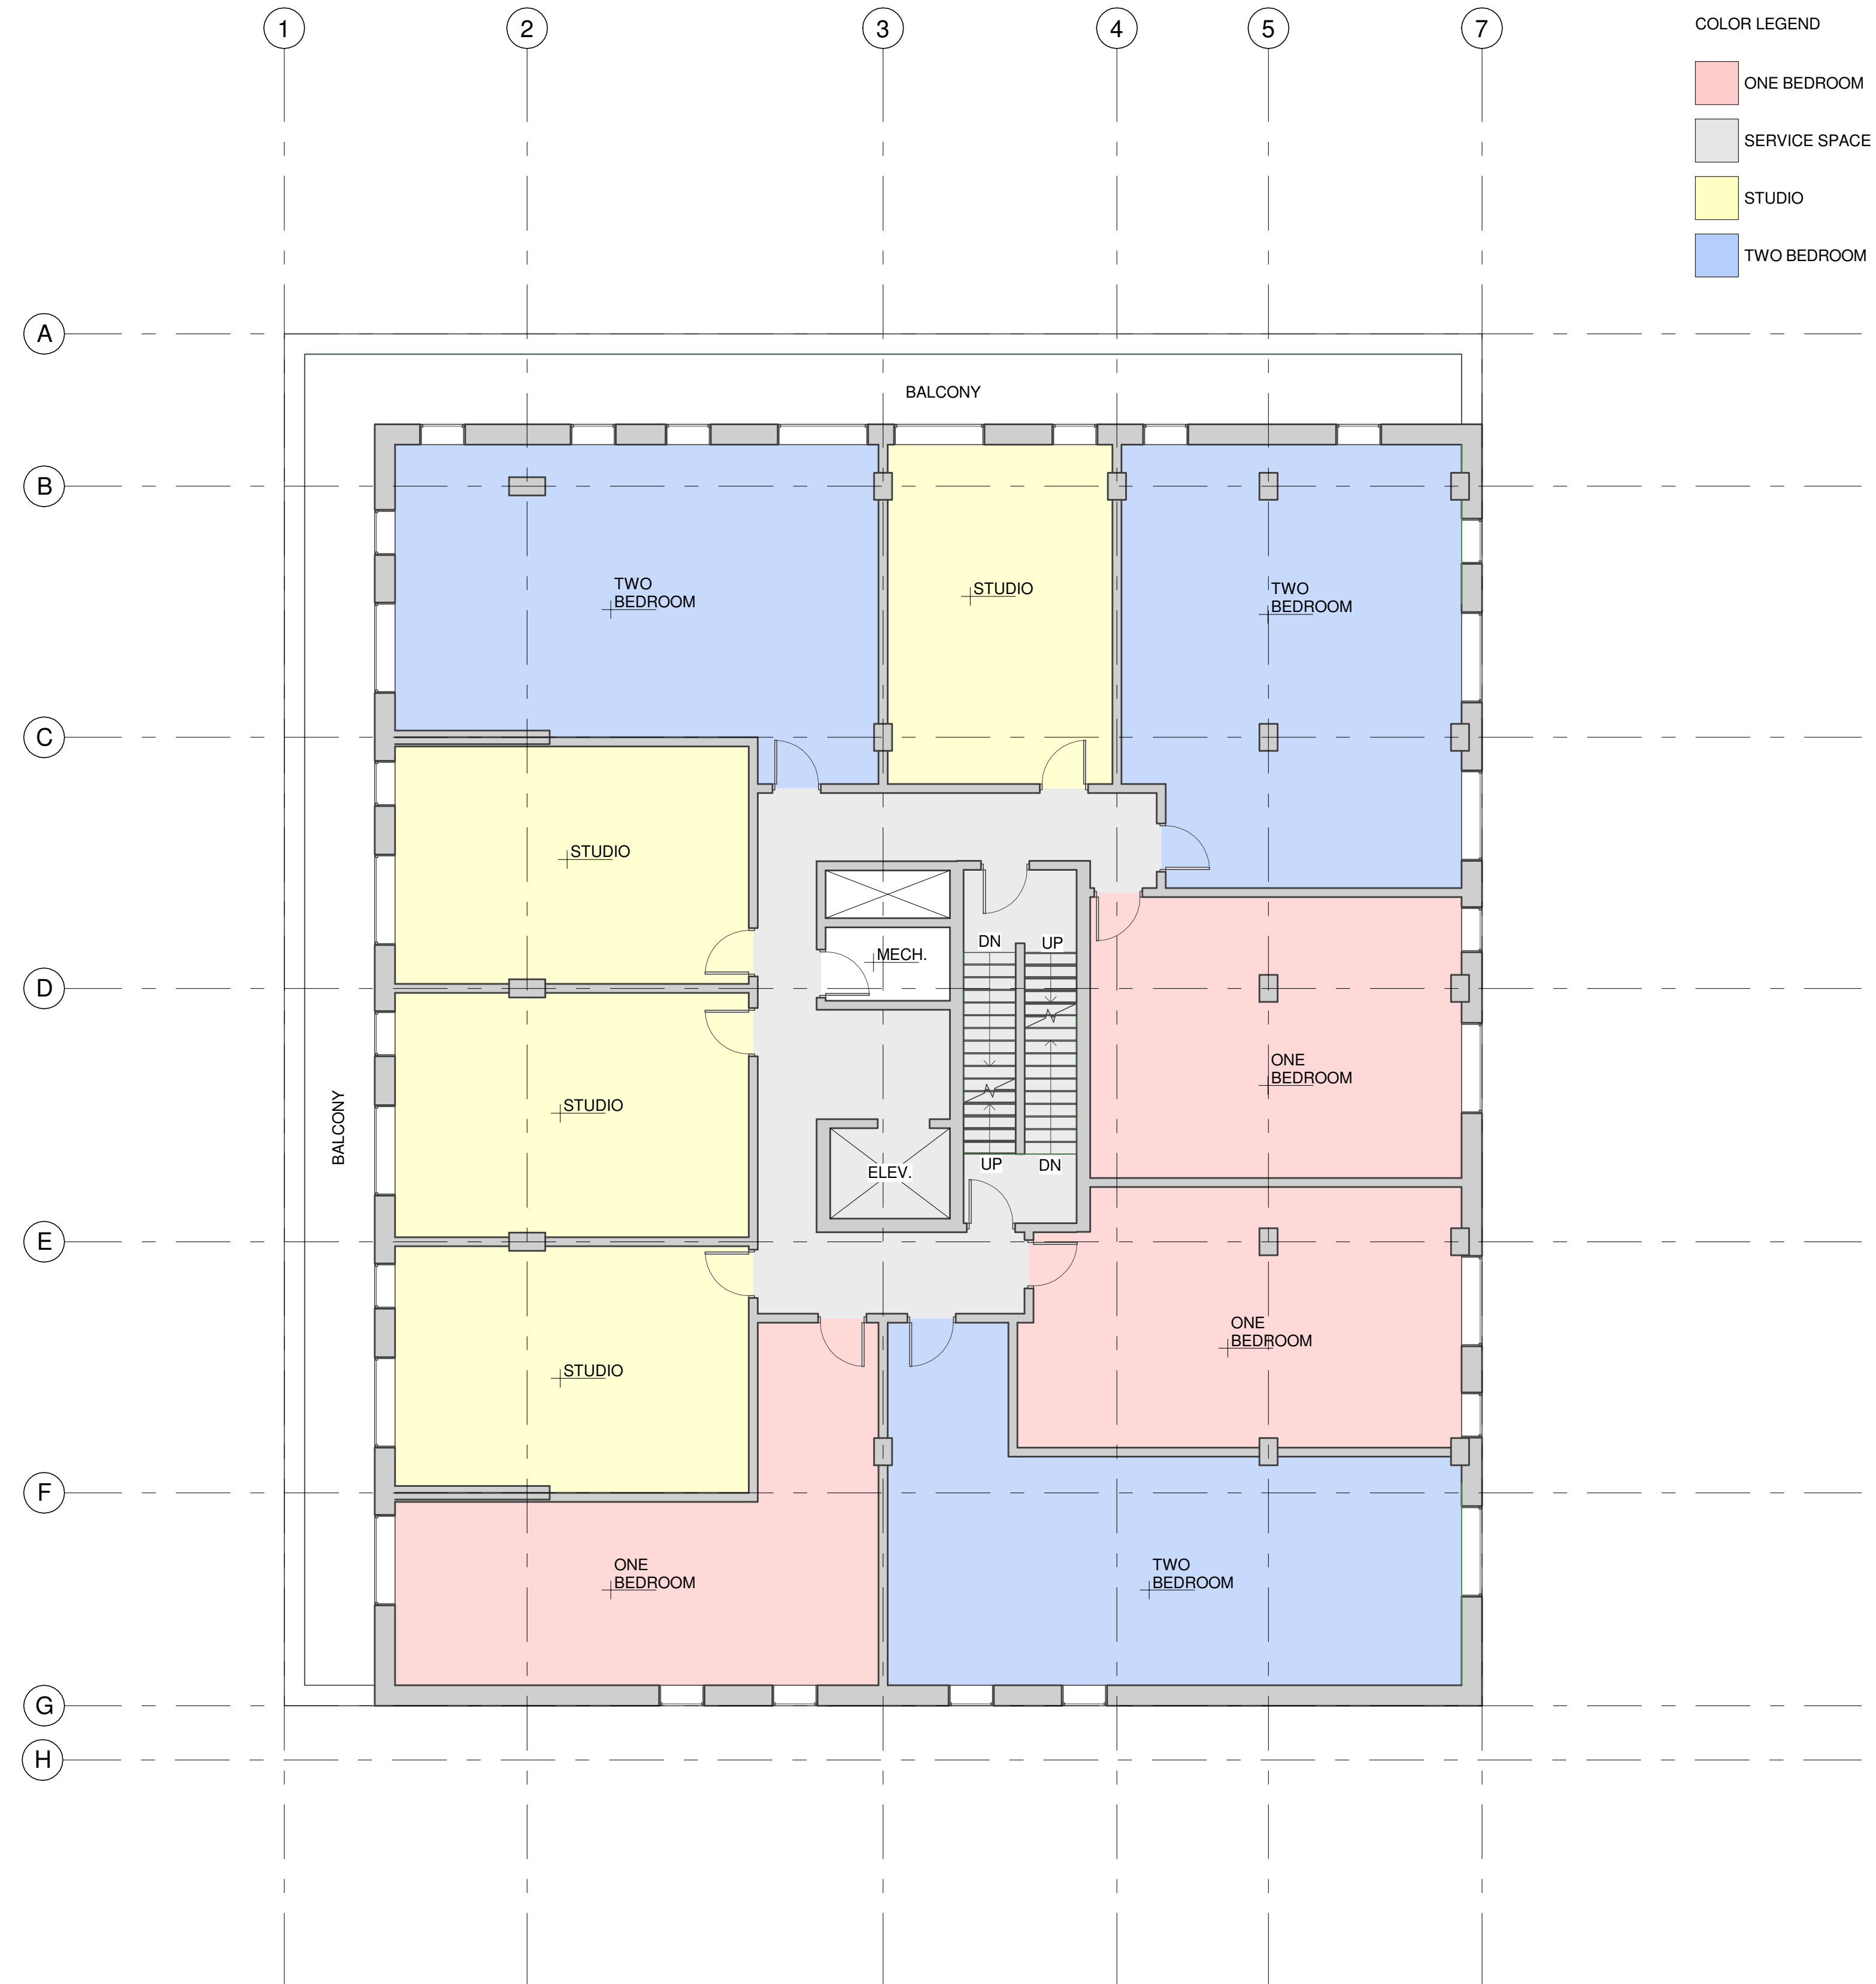 1
2
3
4
5
7
COLOR LEGEND
ONE BEDROOM
SERVICE SPACE
STUDIO
TWO BEDROOM
A
BALCONY
B
TWO
BEDROOM
STUDIO
TWO
BEDROOM
C
STUDIO
DN
UP
MECH.
D
ONE
BEDROOM
STUDIO
BALCONY
ELEV.
UP
DN
E
ONE
BEDROOM
STUDIO
F
ONE
BEDROOM
TWO
BEDROOM
G
H